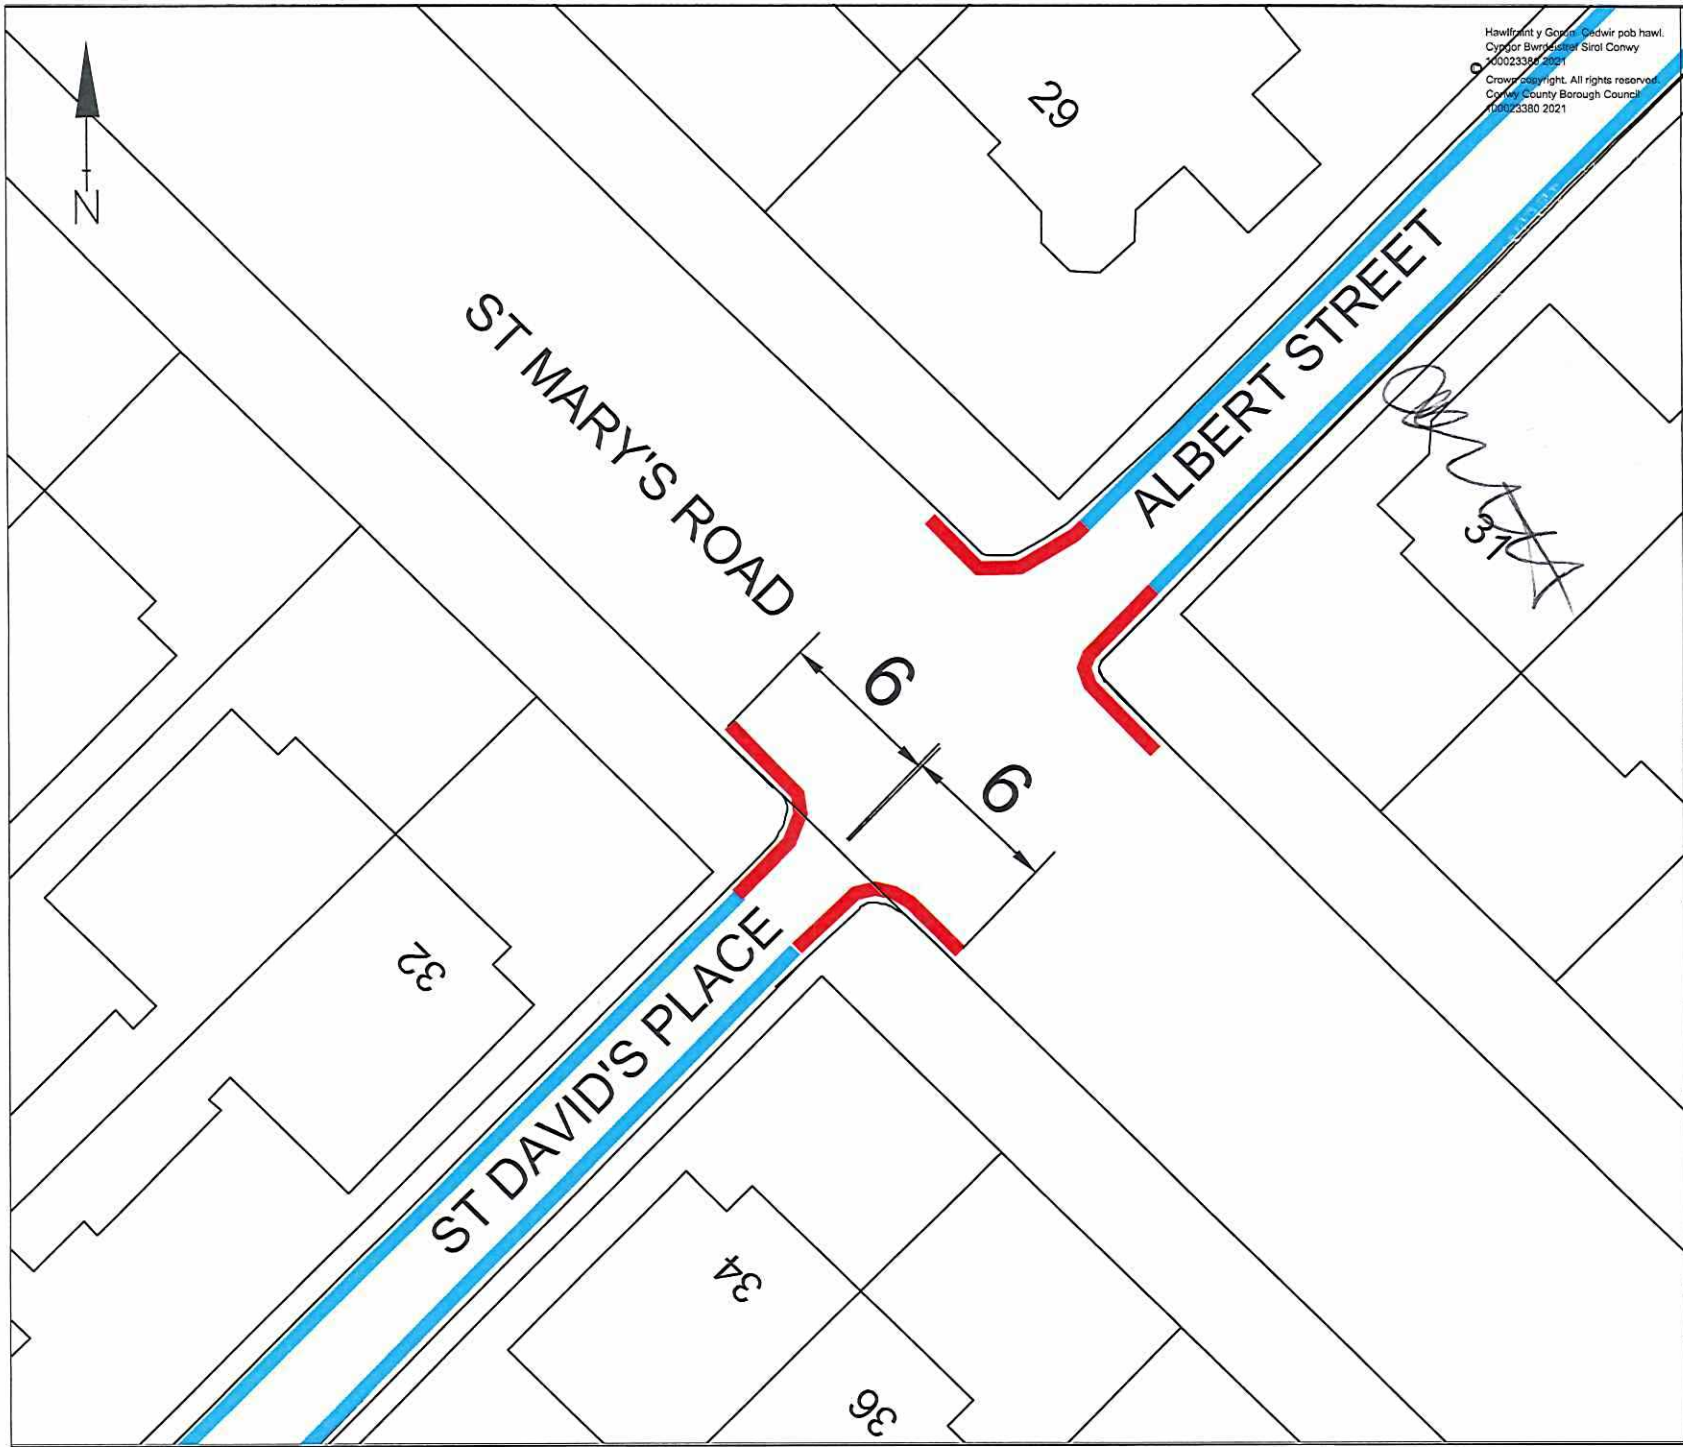 Hawlfraint y Goron. Cedwir pob hawl.
Cyngor Bwrdeistref Sirol Conwy
100023380 2021
Crown copyright. All rights reserved.
Conwy County Borough Council
100023380 2021
N
29
ST MARY'S ROAD
ALBERT STREET
31
6
6
32
ST DAVID'S PLACE
34
36